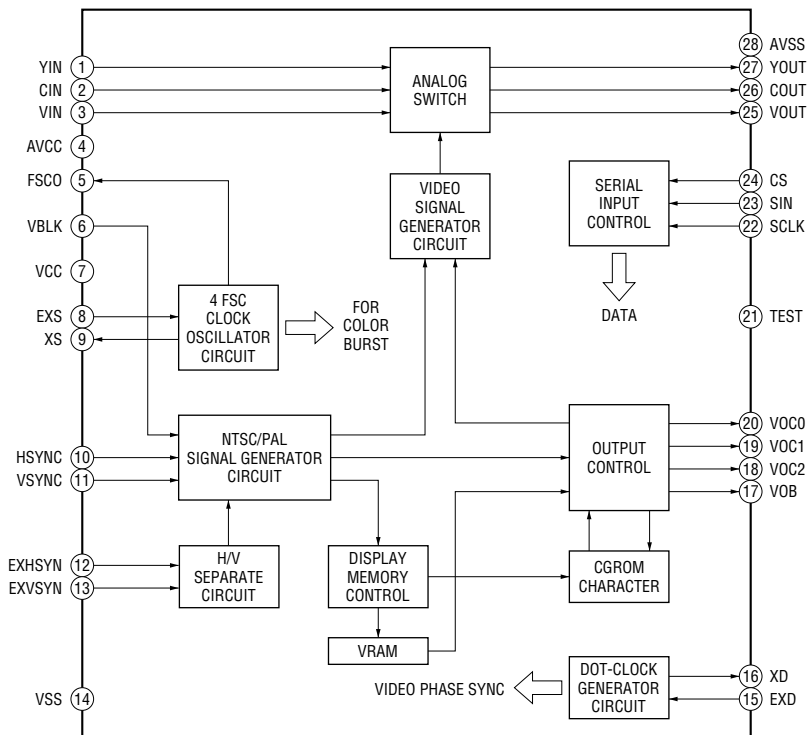 28 AVSS
YIN 1
27 YOUT
CIN 2
ANALOG
SWITCH
26 COUT
VIN 3
25 VOUT
AVCC 4
FSCO 5
VIDEO
SIGNAL
GENERATOR
CIRCUIT
SERIAL
INPUT
CONTROL
24 CS
23 SIN
VBLK 6
22 SCLK
VCC 7
4 FSC
CLOCK
OSCILLATOR
CIRCUIT
FOR
COLOR
BURST
DATA
EXS 8
21 TEST
XS 9
NTSC/PAL
SIGNAL GENERATOR
CIRCUIT
OUTPUT
CONTROL
20 VOC0
19 VOC1
HSYNC 10
18 VOC2
VSYNC 11
17 VOB
EXHSYN 12
H/V
SEPARATE
CIRCUIT
DISPLAY
MEMORY
CONTROL
CGROM
CHARACTER
EXVSYN 13
VRAM
VSS 14
VIDEO PHASE SYNC
DOT-CLOCK
GENERATOR
CIRCUIT
16 XD
15 EXD